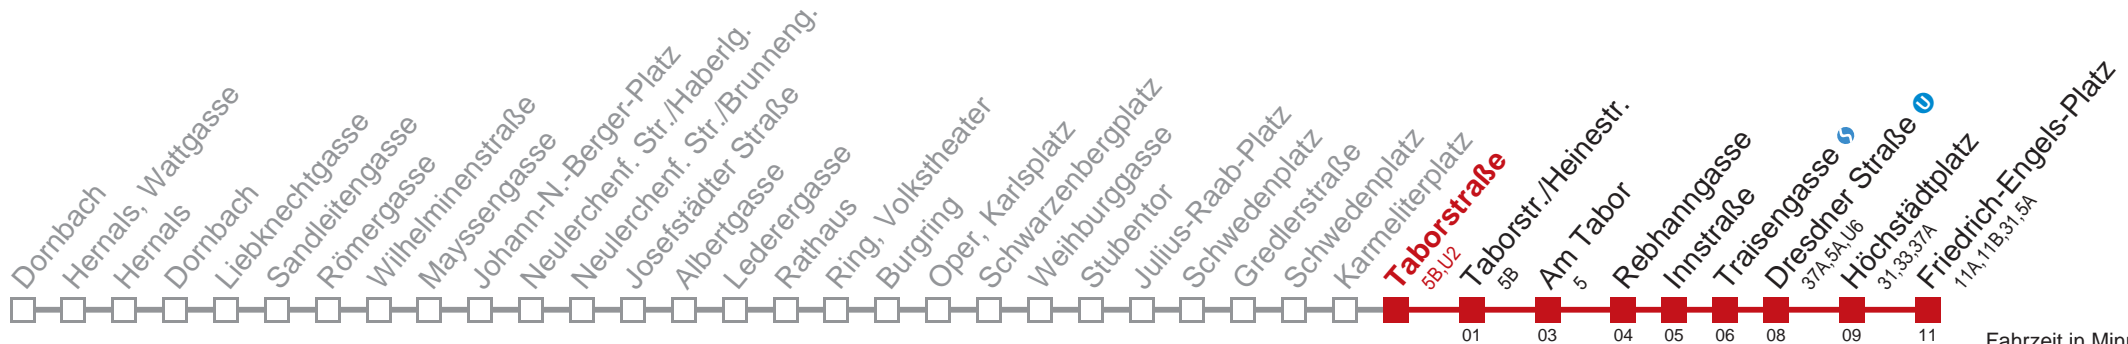 Dornbach
Hernals, Wattgasse
Hernals
Dornbach
Liebknechtgasse
Sandleitengasse
Römergasse
Wilhelminenstraße
Mayssengasse
Johann-N.-Berger-Platz
Neulerchenf. Str./Haberlg.
Neulerchenf. Str./Brunneng.
Josefstädter Straße
Albertgasse
Lederergasse
Rathaus
Ring, Volkstheater
Burgring
Oper, Karlsplatz
Schwarzenbergplatz
Weihburggasse
Stubentor
Julius-Raab-Platz
Schwedenplatz
Gredlerstraße
Schwedenplatz
Karmeliterplatz
Taborstraße
5B,U2
Taborstr./Heinestr.
5B
Am Tabor
5
Rebhanngasse
Innstraße
Traisengasse S
Dresdner Straße U
37A,5A,U6
Höchstädtplatz
31,33,37A
Friedrich-Engels-Platz
11A,11B,31,5A
01 03 04 05 06 08 09 11
Fahrzeit in Min